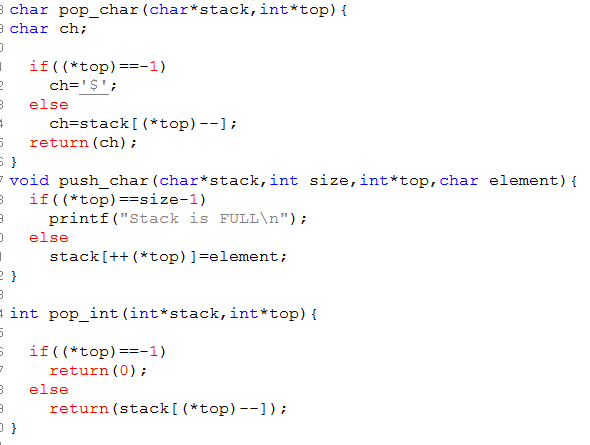 char pop_char(char*stack,int*top){
char ch;
if((*top)==-1)
ch='$';
else
ch=stack[(*top)--];
return(ch);
}
void push_char(char*stack,int size,int*top,char element){
if((*top)==size-1)
printf("Stack is FULL\n");
else
stack[++(*top)]=element;
}
int pop_int(int*stack,int*top){
if((*top)==-1)
return(0);
else
return(stack[(*top)--]);
}